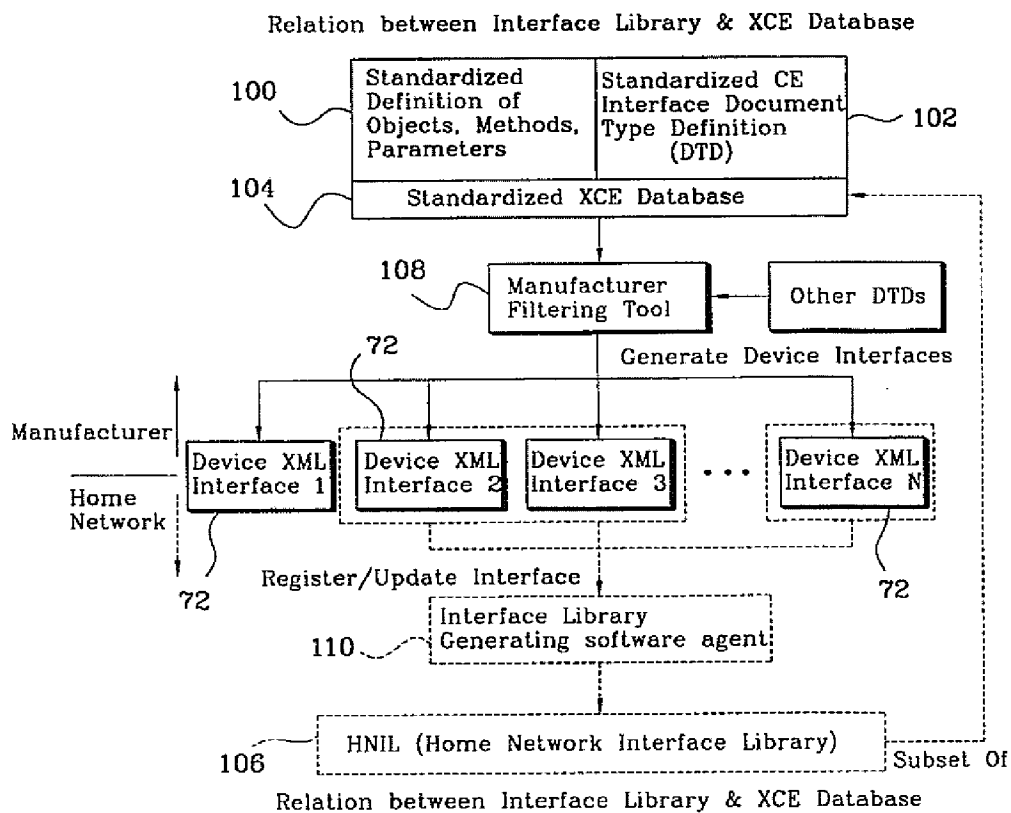 Relation between Interface Library & XCE Database
100
Standardized
Definition of
Objects, Methods,
Parameters
Standardized CE
Interface Document
Type Definition
(DTD)
102
104
Standardized XCE Database
108
Manufacturer
Filtering Tool
Other DTDs
72
Generate Device Interfaces
Manufacturer
Home
Network
Device XML
Interface 1
Device XML
Interface 2
Device XML
Interface 3
• • •
Device XML
Interface N
72
72
Register/Update Interface
110
Interface Library
Generating software agent
106
HNIL (Home Network Interface Library)
Subset Of
Relation between Interface Library & XCE Database